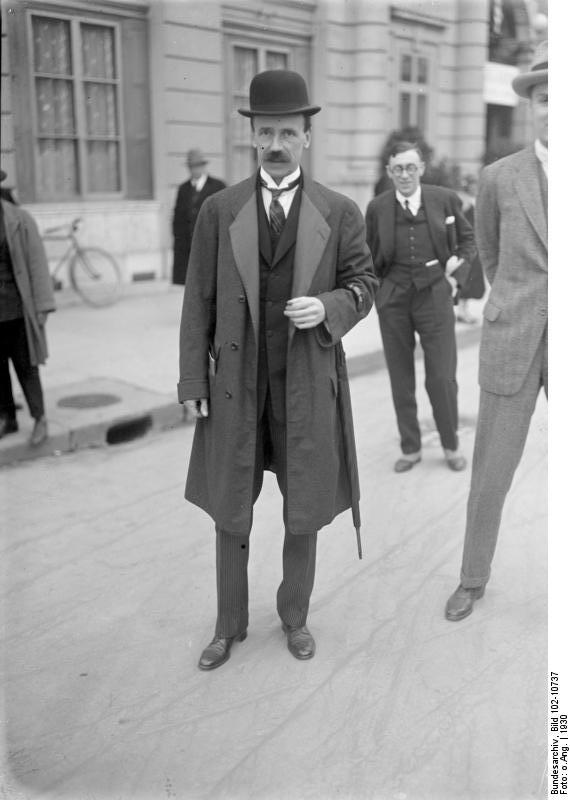 Bundesarchiv, Bild 102-10737
Foto: o.Ang. | 1930